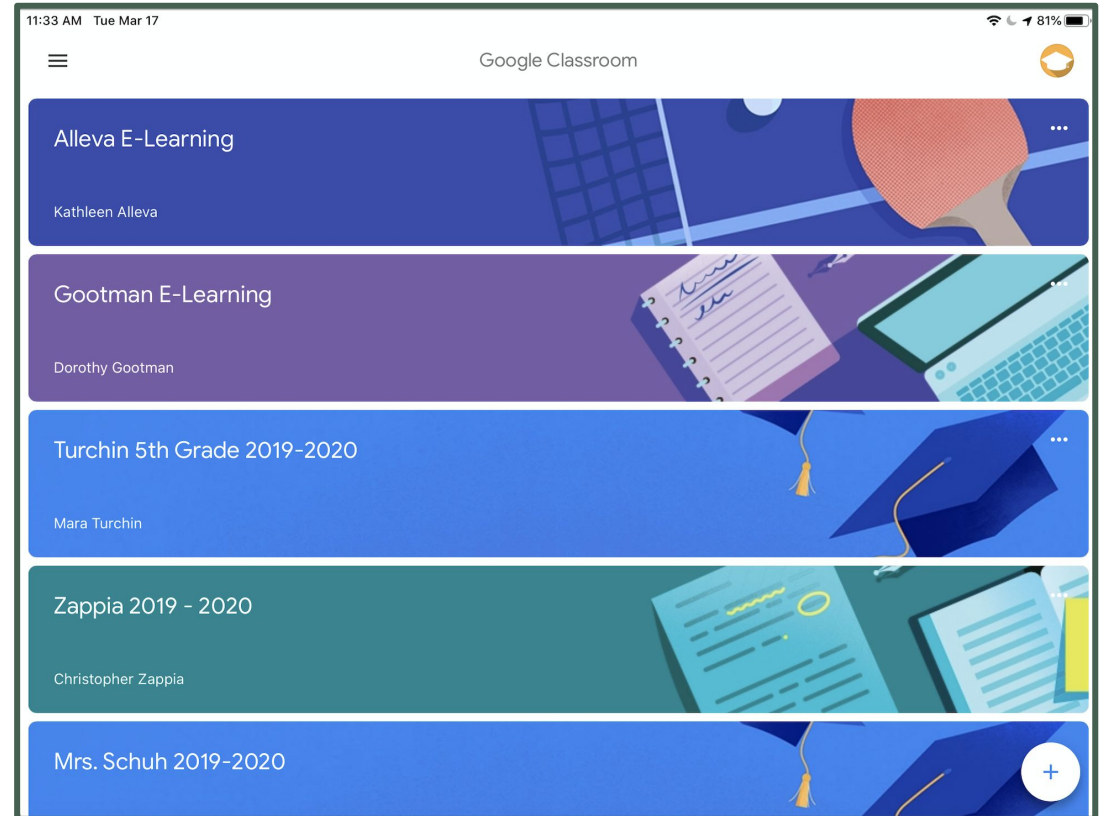 11:33 AM Tue Mar 17 81%
Google Classroom
Alleva E-Learning
Kathleen Alleva
Gootman E-Learning
Dorothy Gootman
Turchin 5th Grade 2019-2020
Mara Turchin
Zappia 2019 - 2020
Christopher Zappia
Mrs. Schuh 2019-2020
+